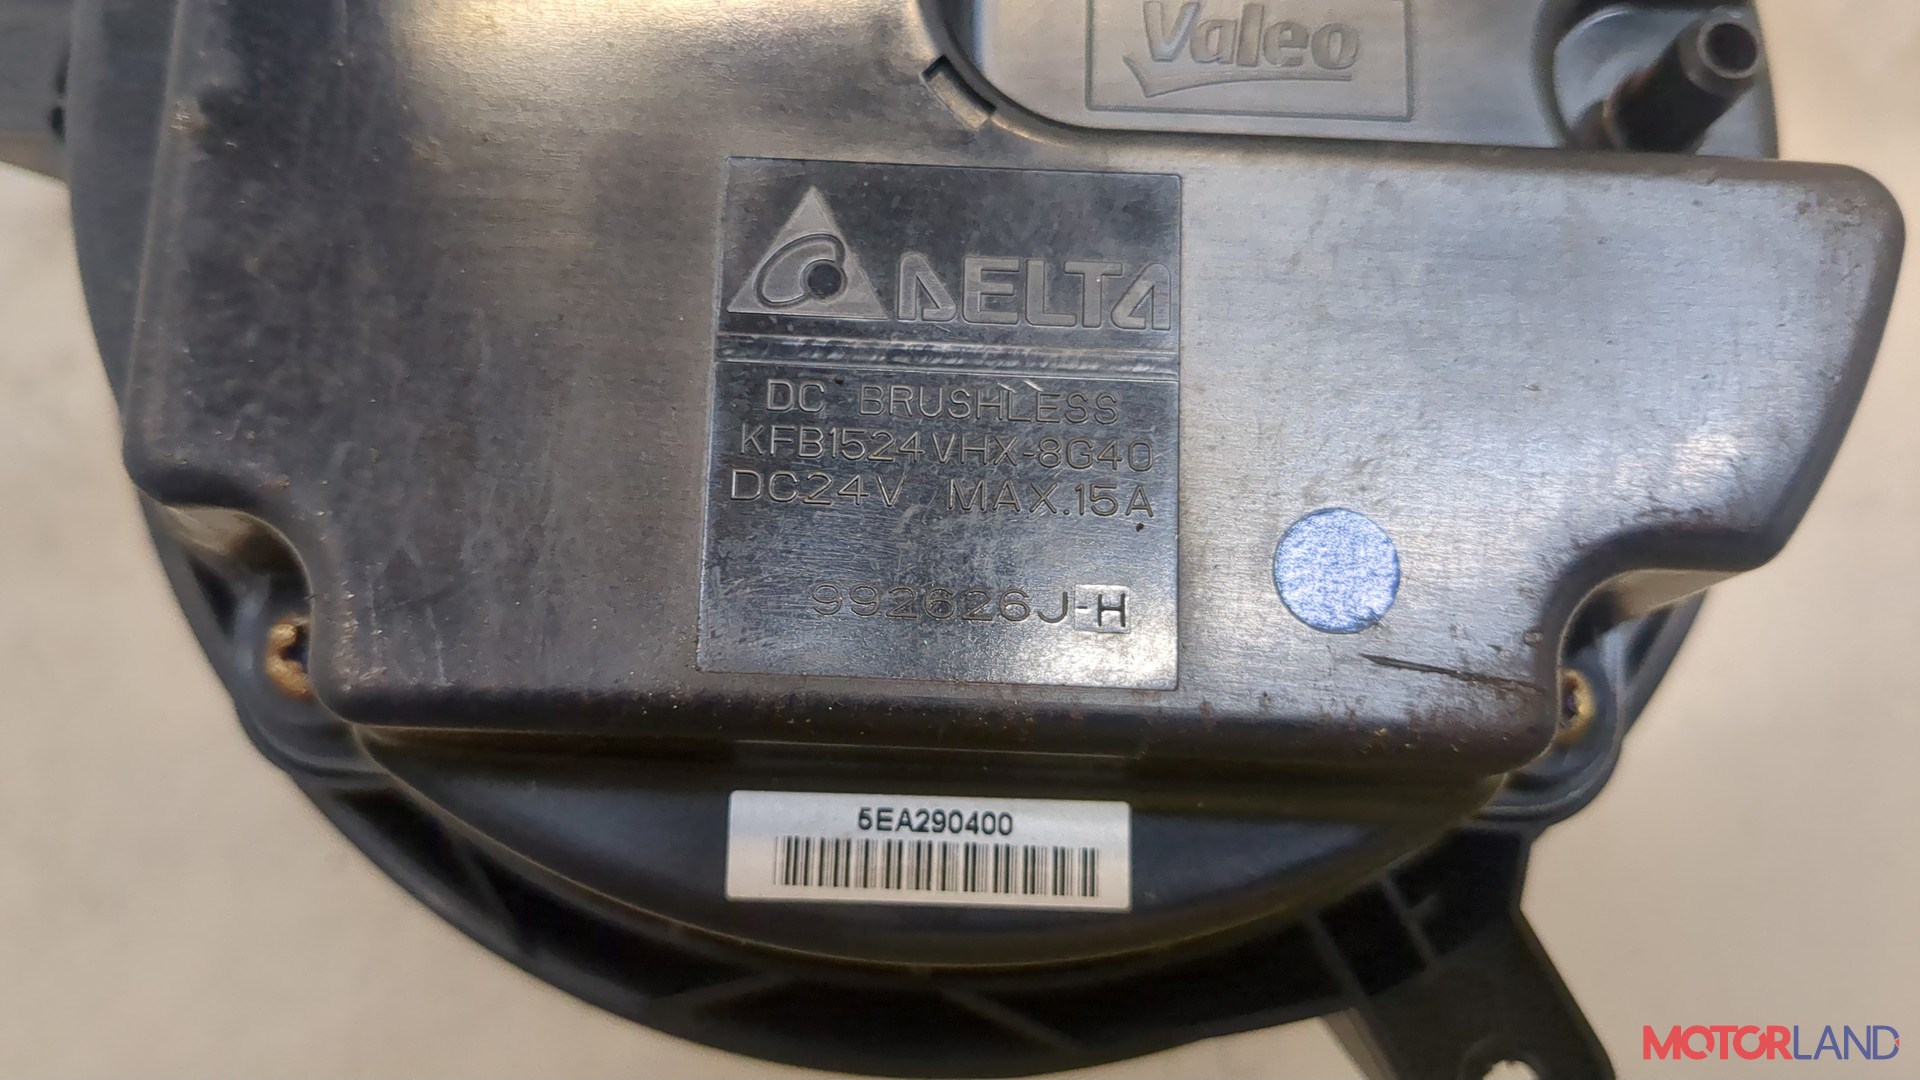 Valeo
DELTA
DC BRUSHLESS
KFB1524VHX-8G40
DC24V MAX.15A
992626J-H
5EA290400
MOTORLAND